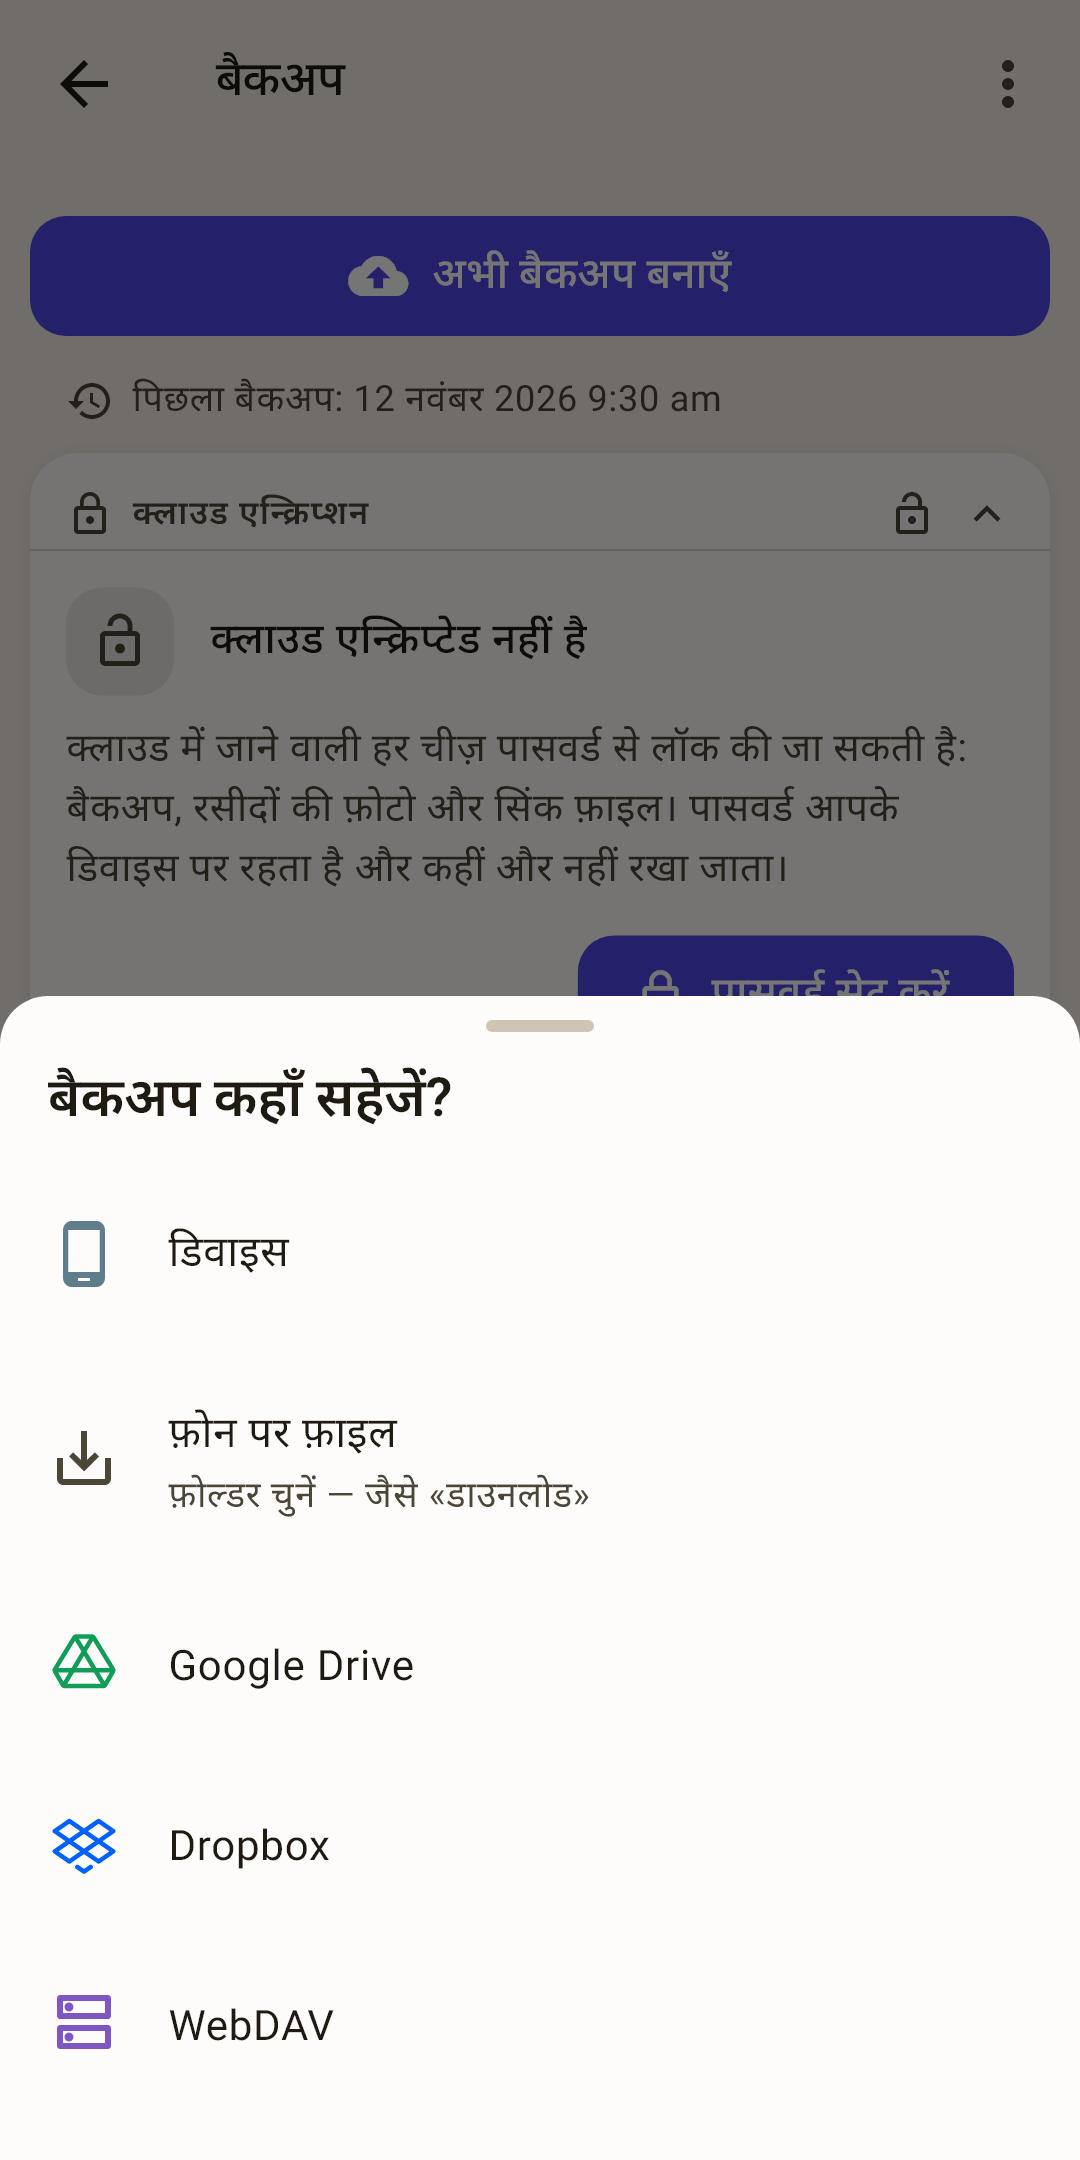 बैकअप
अभी बैकअप बनाएँ
पिछला बैकअप: 12 नवंबर 2026 9:30 am
क्लाउड एन्क्रिप्शन
क्लाउड एन्क्रिप्टेड नहीं है
क्लाउड में जाने वाली हर चीज़ पासवर्ड से लॉक की जा सकती है:
बैकअप, रसीदों की फ़ोटो और सिंक फ़ाइल। पासवर्ड आपके
डिवाइस पर रहता है और कहीं और नहीं रखा जाता।
पासवर्ड सेट करें
बैकअप कहाँ सहेजें?
डिवाइस
फ़ोन पर फ़ाइल
फ़ोल्डर चुनें — जैसे «डाउनलोड»
Google Drive
Dropbox
WebDAV